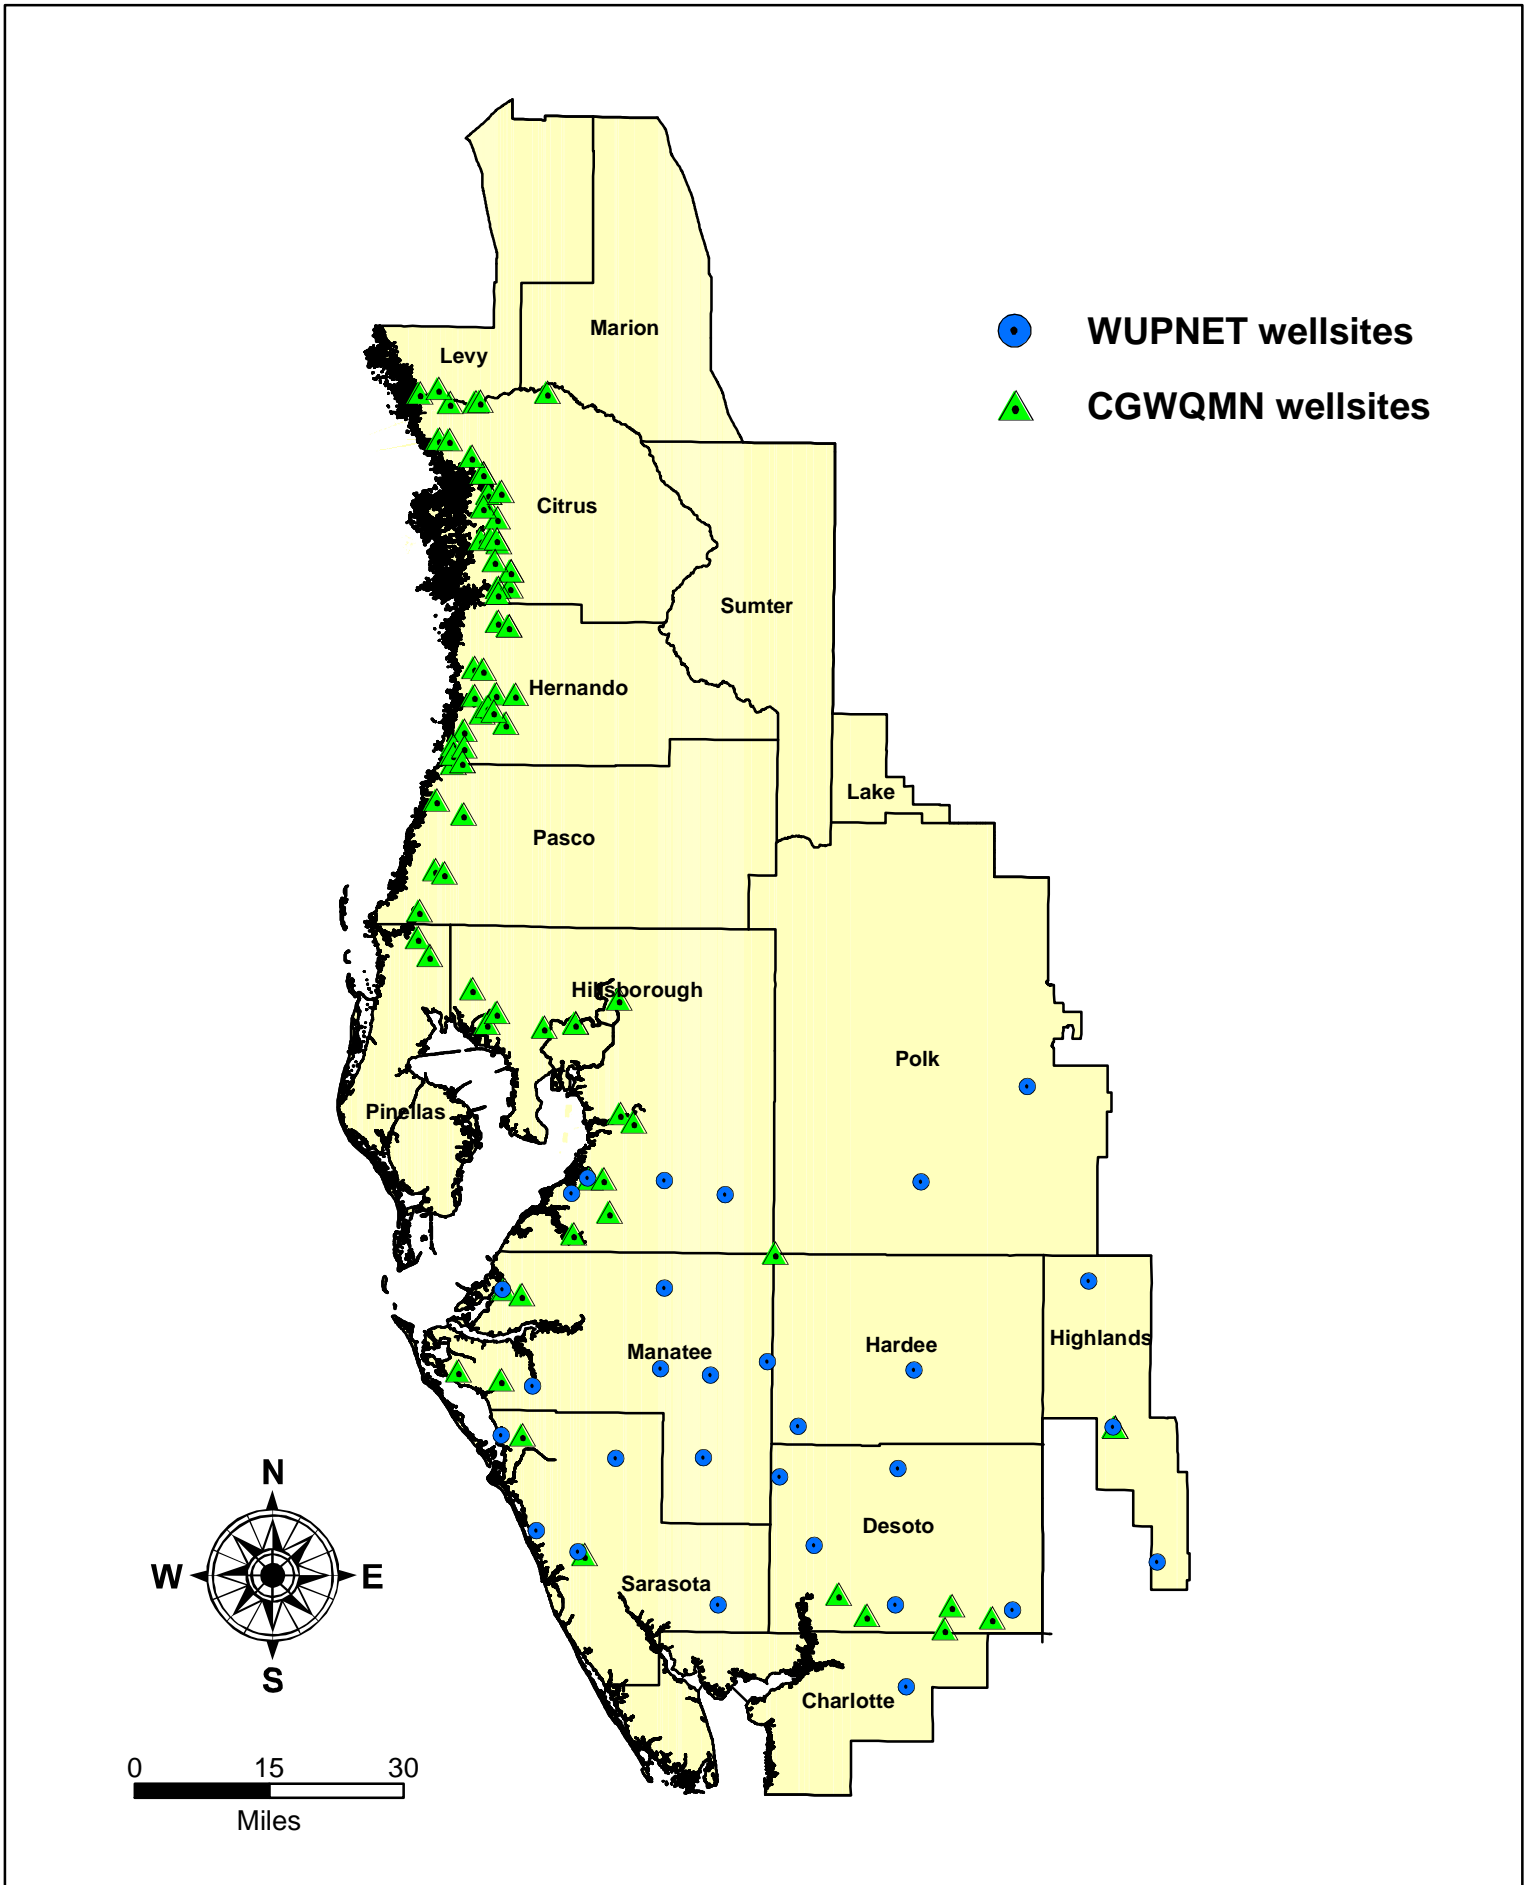 Marion
WUPNET wellsites
Levy
CGWQMN wellsites
Citrus
Sumter
Hernando
Lake
Pasco
Hillsborough
Polk
Pinellas
Highlands
Hardee
Manatee
N
Desoto
W
E
Sarasota
S
Charlotte
0 15 30
Miles